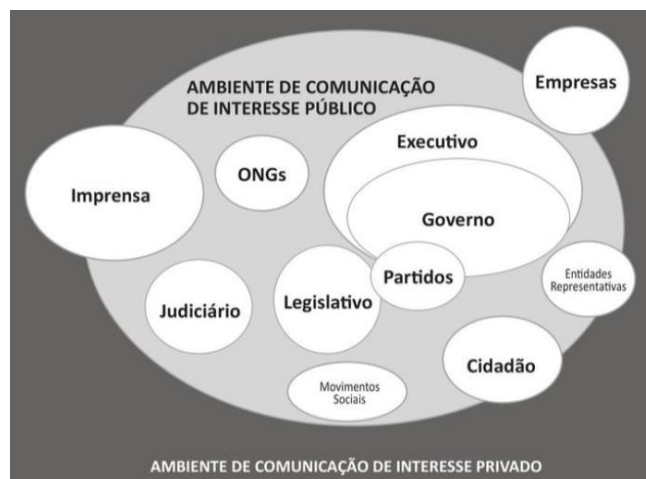 AMBIENTE DE COMUNICAÇÃO
DE INTERESSE PÚBLICO
Empresas
Executivo
ONGs
Imprensa
Governo
Partidos
Entidades
Representativas
Legislativo
Judiciário
Cidadão
Movimentos
Sociais
AMBIENTE DE COMUNICAÇÃO DE INTERESSE PRIVADO